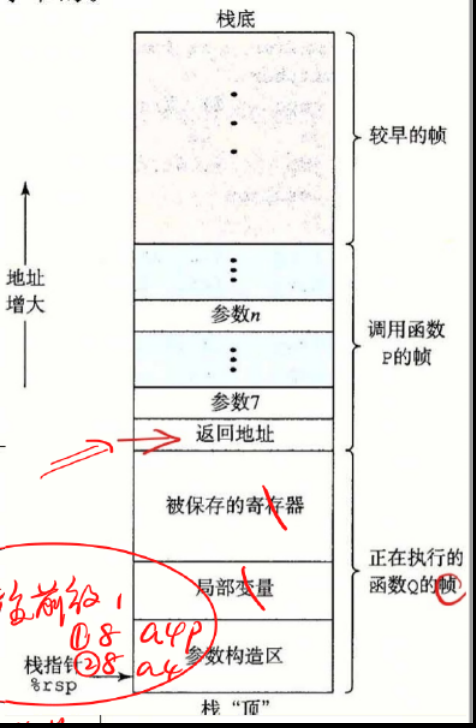 栈底
较早的帧
地址
增大
参数n
调用函数
P的帧
参数7
返回地址
被保存的寄存器
正在执行的
函数Q的帧
局部变量
前级
①8 a4p
②8 a4
参数构造区
栈指针
%rsp
栈“顶”